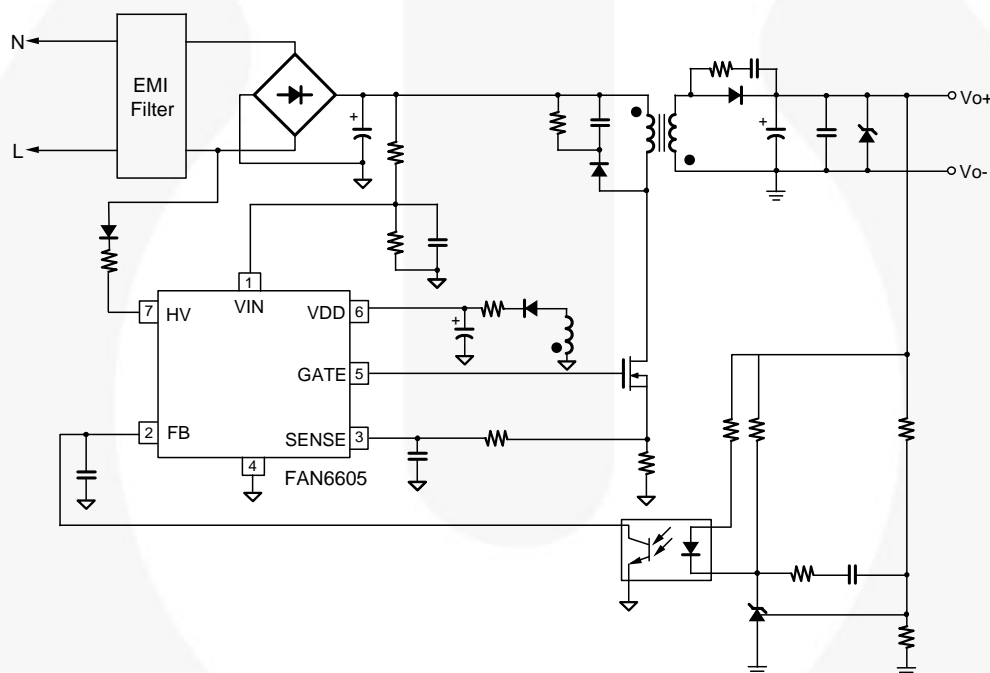 N
EMI
Filter
L
+
+
Vo+
Vo-
1
VIN
7
HV
VDD
6
+
GATE
5
2
FB
SENSE
3
4
FAN6605